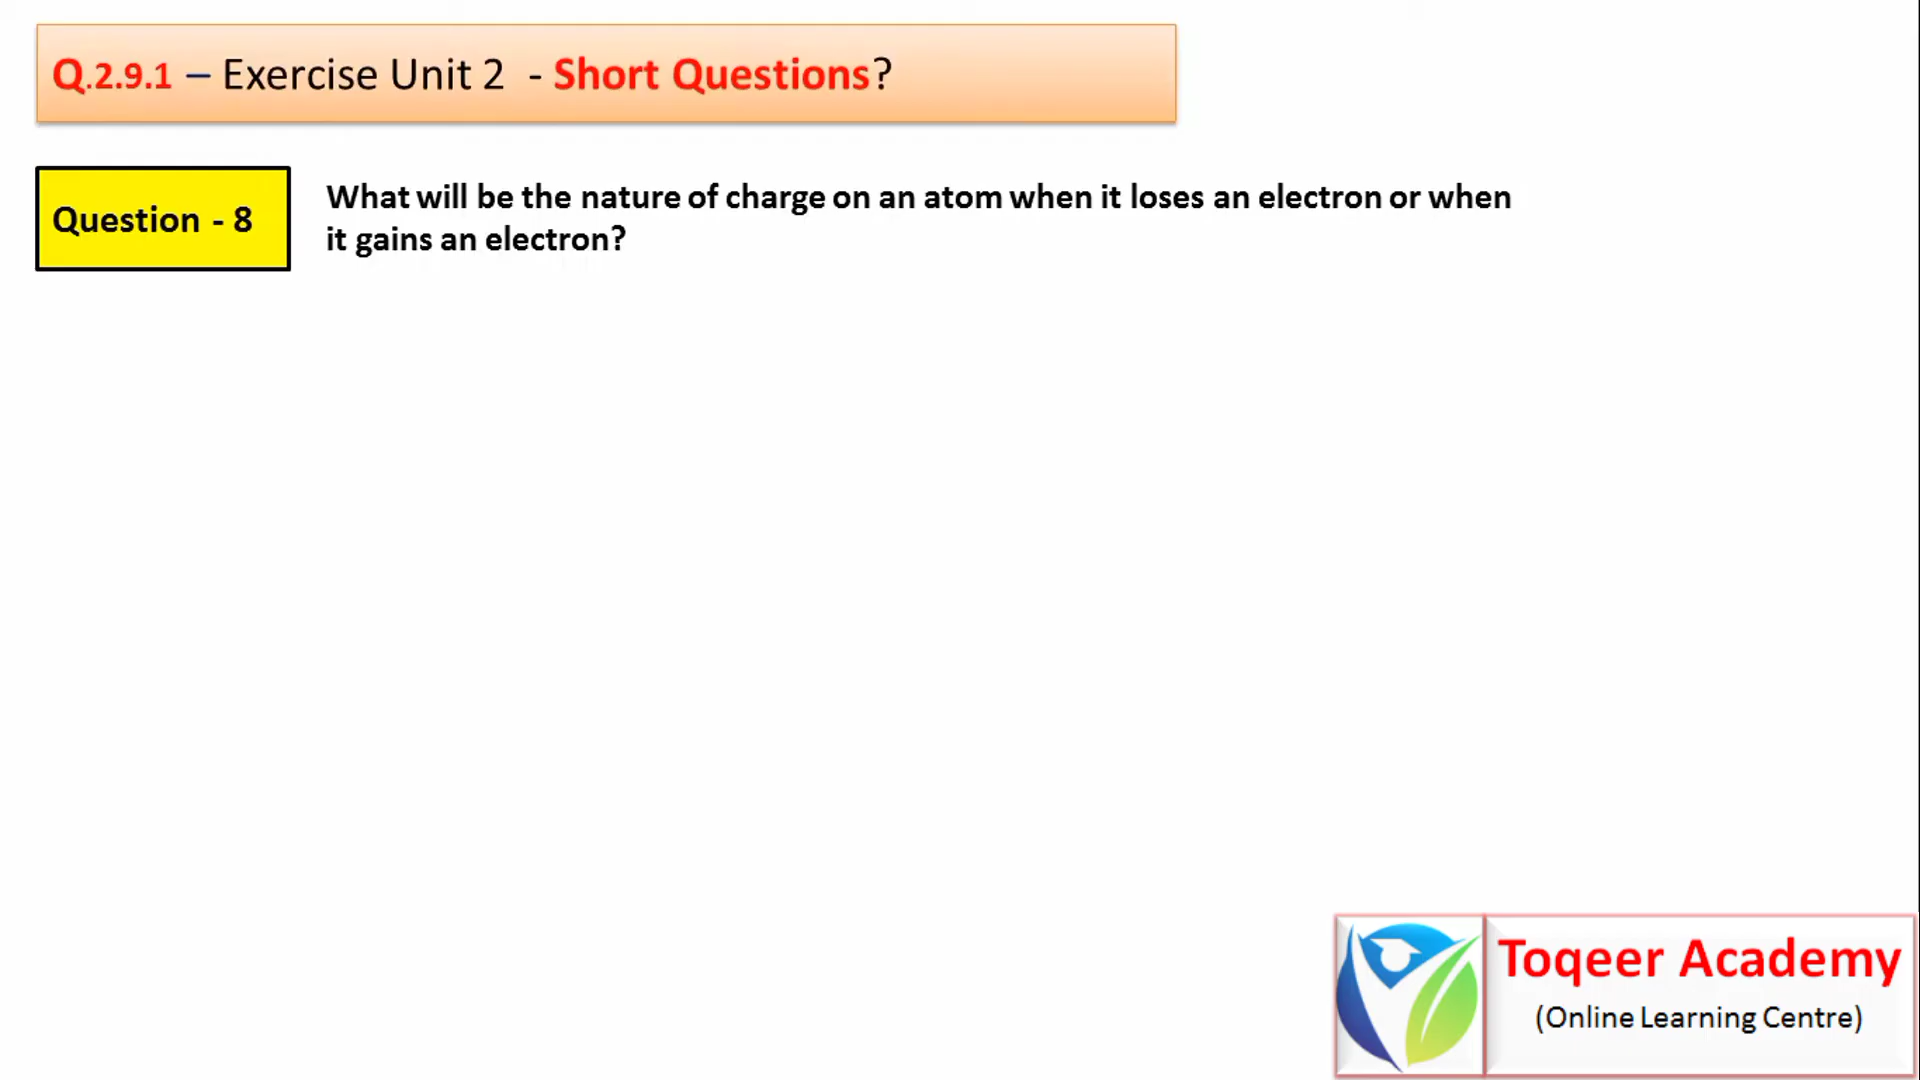 Q.2.9.1 – Exercise Unit 2 - Short Questions?
Question - 8
What will be the nature of charge on an atom when it loses an electron or when
it gains an electron?
Toqeer Academy
(Online Learning Centre)